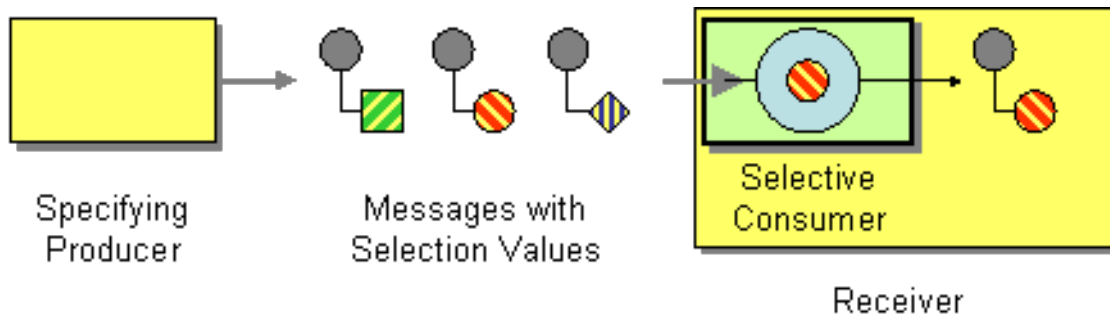 Specifying
Producer
Messages with
Selection Values
Selective
Consumer
Receiver